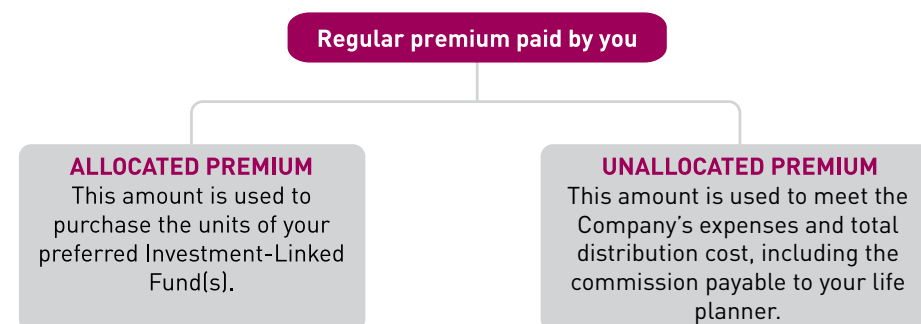 Regular premium paid by you
ALLOCATED PREMIUM
This amount is used to
purchase the units of your
preferred Investment-Linked
Fund(s).
UNALLOCATED PREMIUM
This amount is used to meet the
Company’s expenses and total
distribution cost, including the
commission payable to your life
planner.